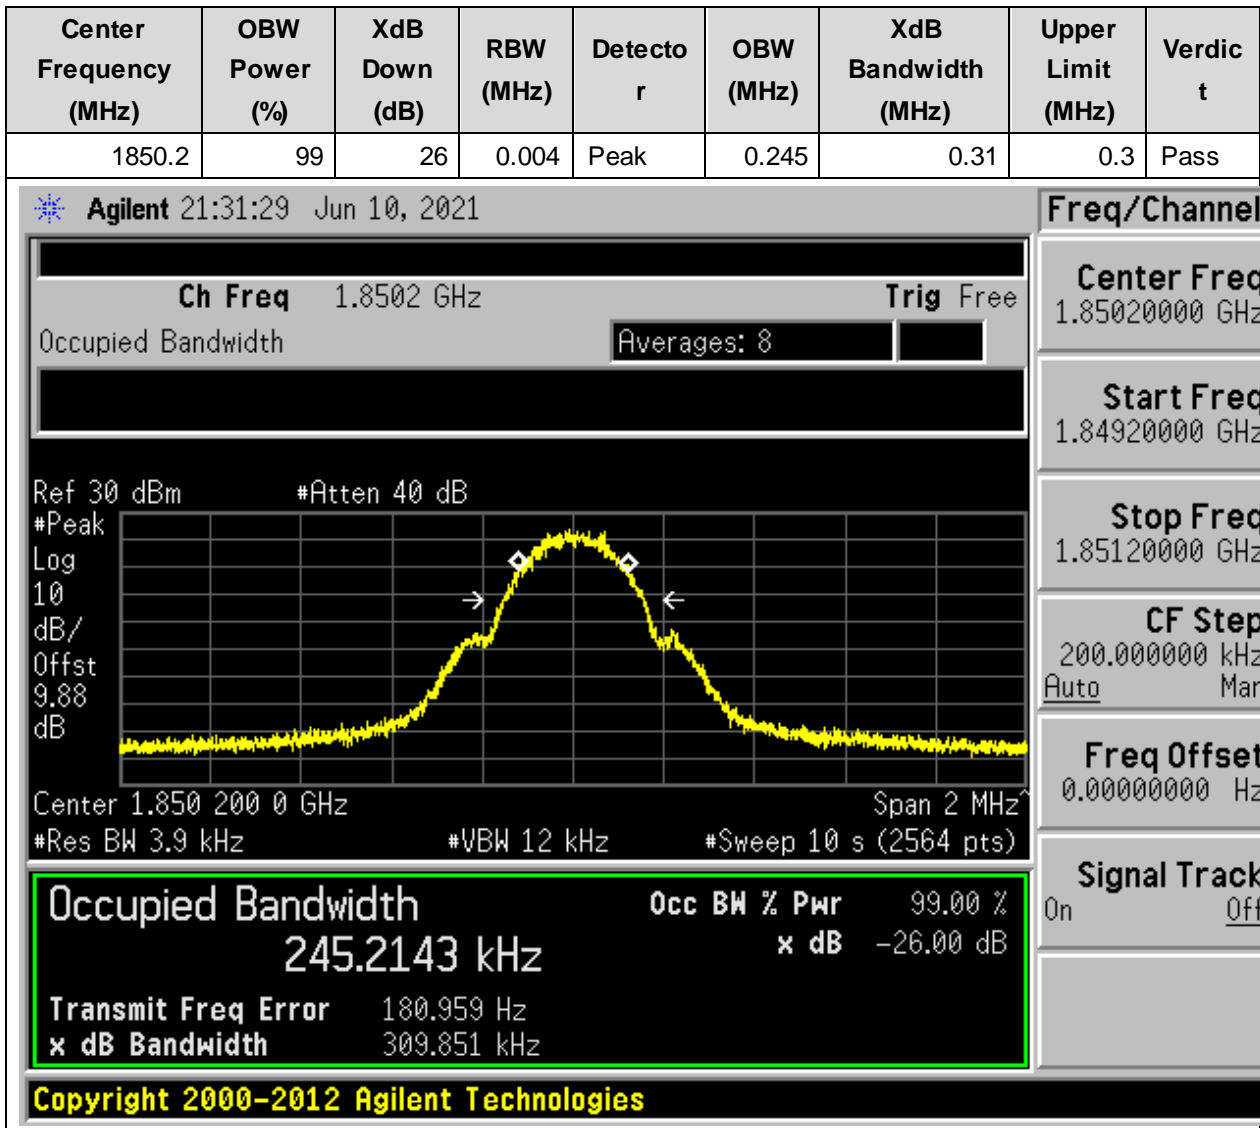 Center Frequency (MHz) OBW Power (%) XdB Down (dB) RBW (MHz) Detector OBW (MHz) XdB Bandwidth (MHz) Upper Limit (MHz) Verdict
1850.2 99 26 0.004 Peak 0.245 0.31 0.3 Pass
Agilent 21:31:29 Jun 10, 2021
Freq/Channel
Ch Freq 1.8502 GHz Trig Free
Occupied Bandwidth Averages: 8
Center Freq
1.85020000 GHz
Start Freq
1.84920000 GHz
Stop Freq
1.85120000 GHz
CF Step
200.000000 kHz
Auto Man
Freq Offset
0.00000000 Hz
Signal Track
On Off
Ref 30 dBm #Atten 40 dB
#Peak
Log
10
dB/
Offst
9.88
dB
Center 1.850 200 0 GHz Span 2 MHz^
#Res BW 3.9 kHz #VBW 12 kHz #Sweep 10 s (2564 pts)
Occupied Bandwidth Occ BW % Pwr 99.00 %
245.2143 kHz x dB -26.00 dB
Transmit Freq Error 180.959 Hz
x dB Bandwidth 309.851 kHz
Copyright 2000-2012 Agilent Technologies